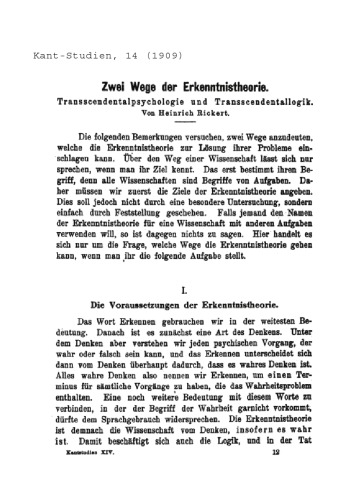 Kant-Studien, 14 (1909)
Zwei Wege der Erkenntnistheorie.
Transscendentalpsychologie und Transscendentallogik.
Von Heinrich Rickert.
Die folgenden Bemerkungen versuchen, zwei Wege anzudeuten,
welche die Erkenntnistheorie zur Lösung ihrer Probleme ein-
schlagen kann. Über den Weg einer Wissenschaft lässt sich nur
sprechen, wenn man ihr Ziel kennt. Das erst bestimmt ihren Be-
griff, denn alle Wissenschaften sind Begriffe von Aufgaben. Da-
her müssen wir zuerst die Ziele der Erkenntnistheorie angeben.
Dies soll jedoch nicht durch eine besondere Untersuchung, sondern
einfach durch Feststellung geschehen. Falls jemand den Namen
der Erkenntnistheorie für eine Wissenschaft mit anderen Aufgaben
verwenden will, so ist dagegen nichts zu sagen. Hier handelt es
sich nur um die Frage, welche Wege die Erkenntnistheorie gehen
kann, wenn man ihr die folgende Aufgabe stellt.
I.
Die Voraussetzungen der Erkenntnistheorie.
Das Wort Erkennen gebrauchen wir in der weitesten Be-
deutung. Danach ist es zunächst eine Art des Denkens. Unter
dem Denken aber verstehen wir jeden psychischen Vorgang, der
wahr oder falsch sein kann, und das Erkennen unterscheidet sich
dann vom Denken überhaupt dadurch, dass es wahres Denken ist.
Alles wahre Denken also nennen wir Erkennen, um einen Ter-
minus für sämtliche Vorgänge zu haben, die das Wahrheitsproblem
enthalten. Eine noch weitere Bedeutung mit diesem Worte zu
verbinden, in der der Begriff der Wahrheit garnicht vorkommt,
dürfte dem Sprachgebrauch widersprechen. Die Erkenntnistheorie
ist demnach die Wissenschaft vom Denken, insofern es wahr
ist. Damit beschäftigt sich auch die Logik, und in der Tat
Kantstudien XIV. 12